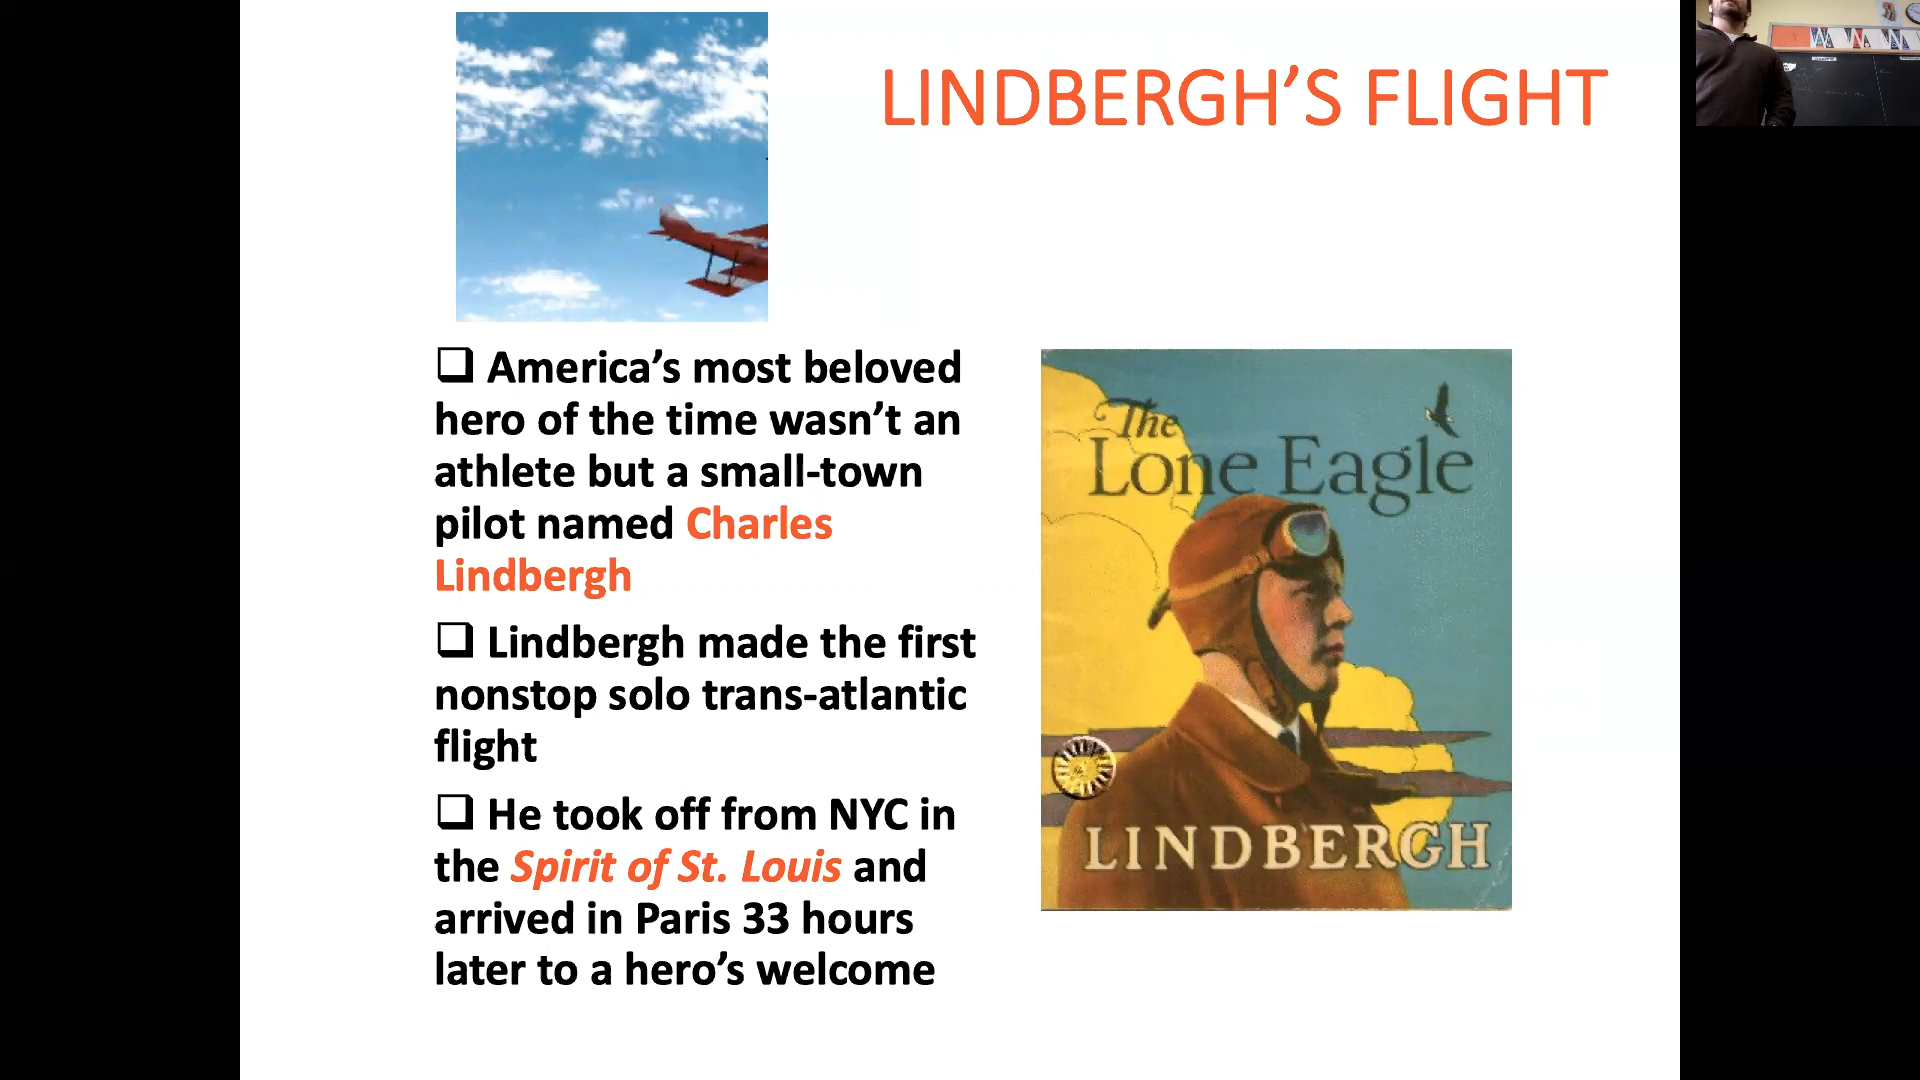 LINDBERGH’S FLIGHT
❑ America’s most beloved
hero of the time wasn’t an
athlete but a small-town
pilot named Charles
Lindbergh
❑ Lindbergh made the first
nonstop solo trans-atlantic
flight
❑ He took off from NYC in
the Spirit of St. Louis and
arrived in Paris 33 hours
later to a hero’s welcome
The
Lone Eagle
LINDBERGH